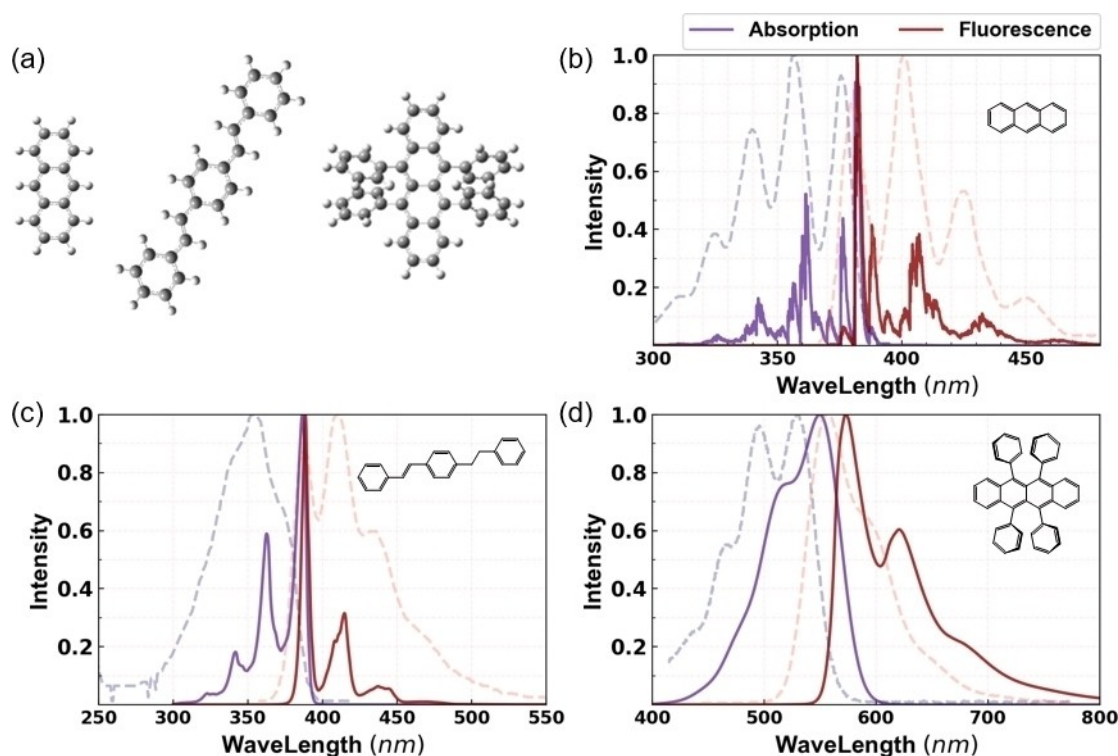 Absorption Fluorescence
(a)
(b)
1.0
0.8
0.6
0.4
0.2
Intensity
300 350 400 450
WaveLength (nm)
(c)
1.0
0.8
0.6
0.4
0.2
Intensity
250 300 350 400 450 500 550
WaveLength (nm)
(d)
1.0
0.8
0.6
0.4
0.2
Intensity
400 500 600 700 800
WaveLength (nm)